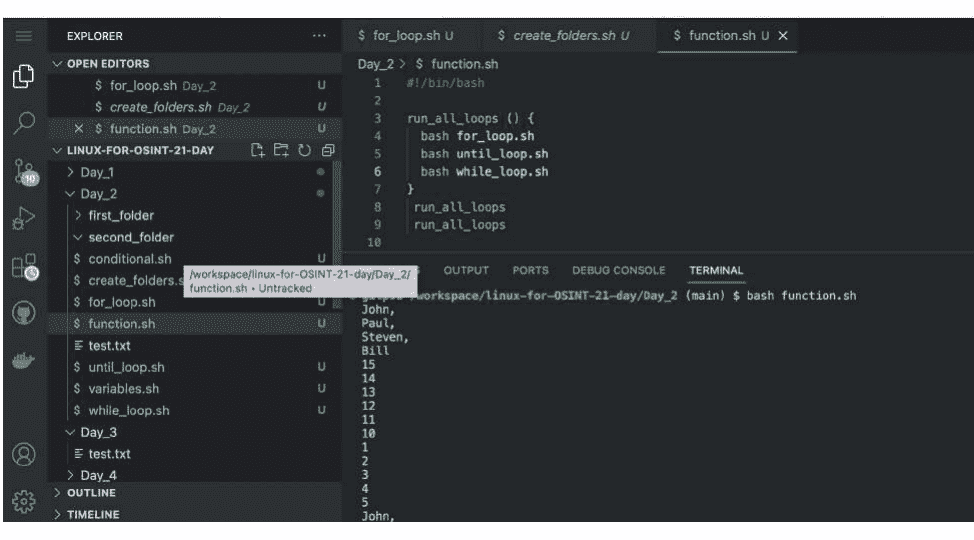 EXPLORER
...
OPEN EDITORS
$ for_loop.sh Day_2 U
$ create_folders.sh Day_2 U
$ function.sh Day_2 U
LINUX-FOR-OSINT-21-DAY
10
Day_1
Day_2
first_folder
second_folder
$ conditional.sh U
$ create_folders.s
$ for_loop.sh U
$ function.sh U
test.txt
$ until_loop.sh U
$ variables.sh U
$ while_loop.sh U
Day_3
test.txt
Day_4
OUTLINE
TIMELINE
/workspace/linux-for-OSINT-21-day/Day_2/
function.sh • Untracked
$ for_loop.sh U
$ create_folders.sh U
$ function.sh U
Day_2 > $ function.sh
1 #!/bin/bash
2
3 run_all_loops () {
4 bash for_loop.sh
5 bash until_loop.sh
6 bash while_loop.sh
7 }
8 run_all_loops
9 run_all_loops
10
OUTPUT PORTS DEBUG CONSOLE TERMINAL
/workspace/linux-for-OSINT-21-day/Day_2 (main) $ bash function.sh
John,
Paul,
Steven,
Bill
15
14
13
12
11
10
1
2
3
4
5
John,